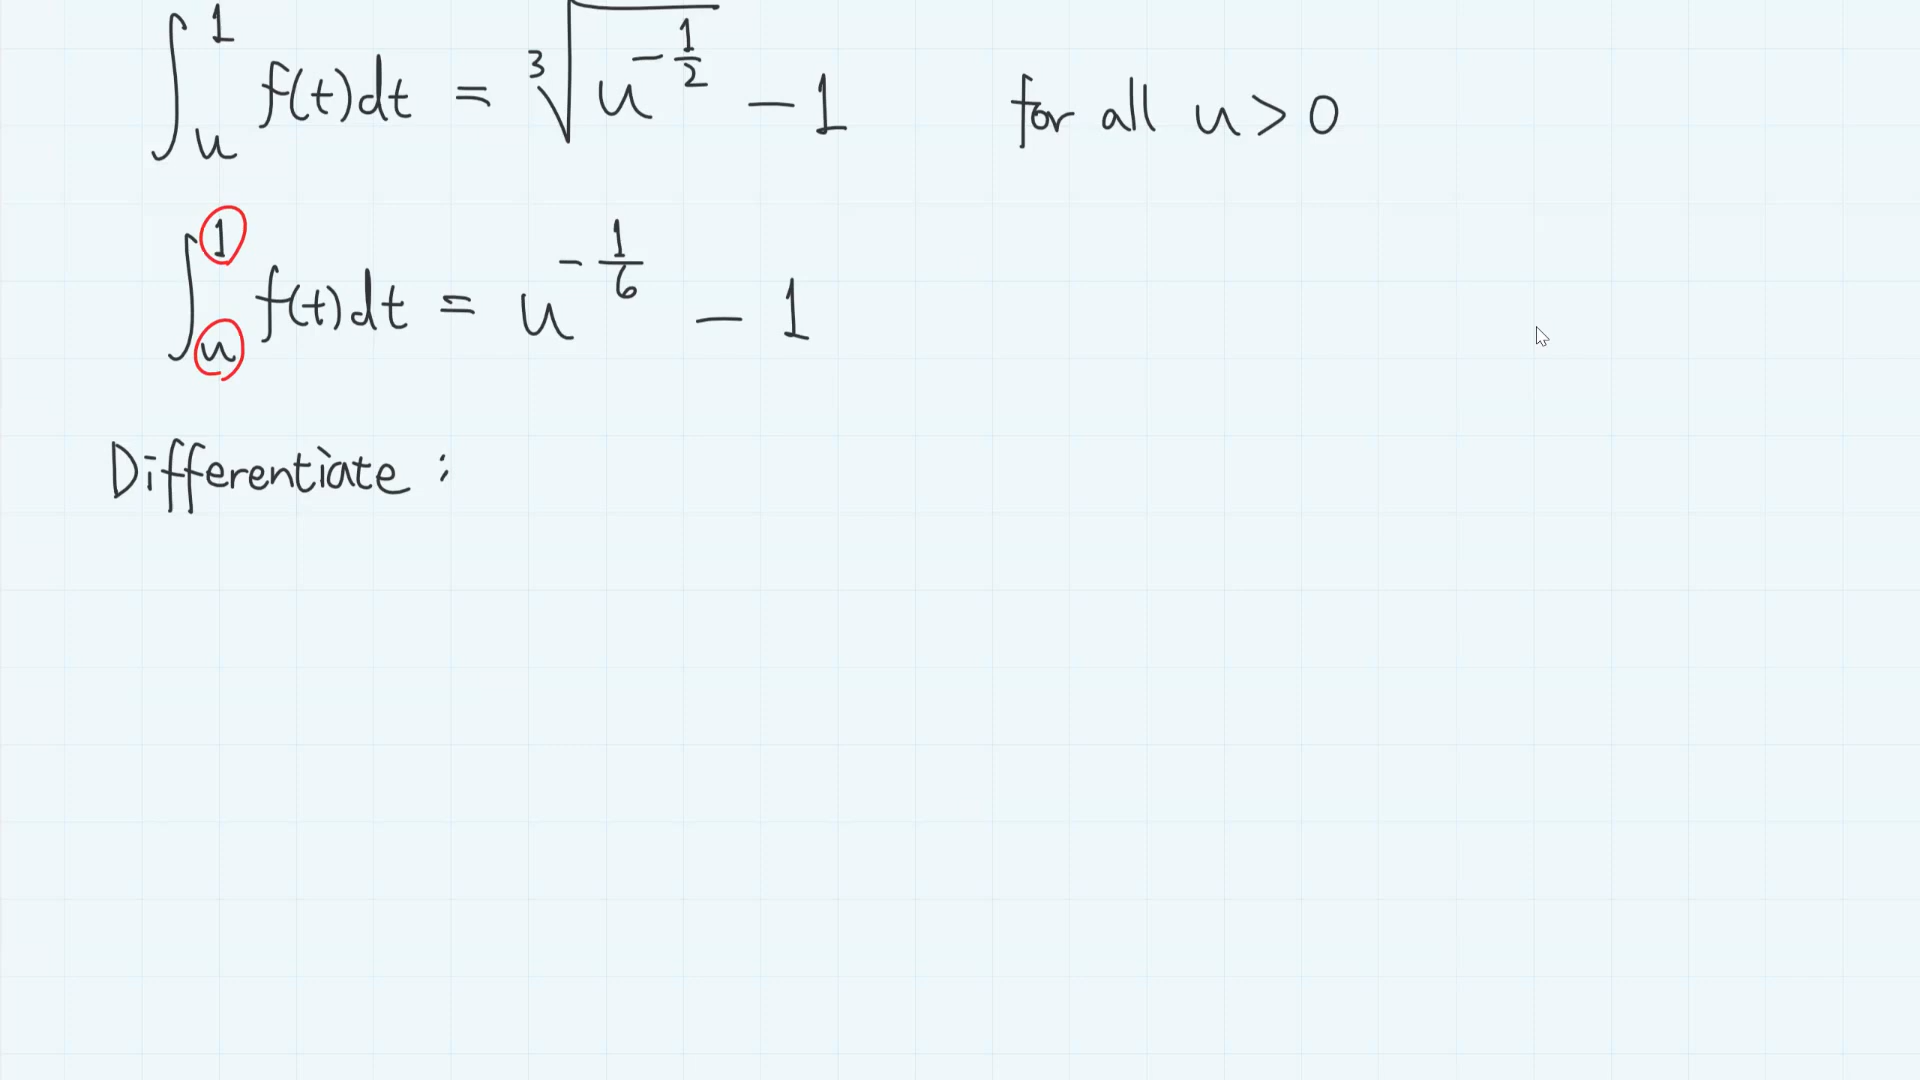 ∫_u^1 f(t)dt = ∛(u^{-1/2}) - 1 for all u > 0
∫_u^1 f(t)dt = u^{-1/6} - 1
Differentiate :